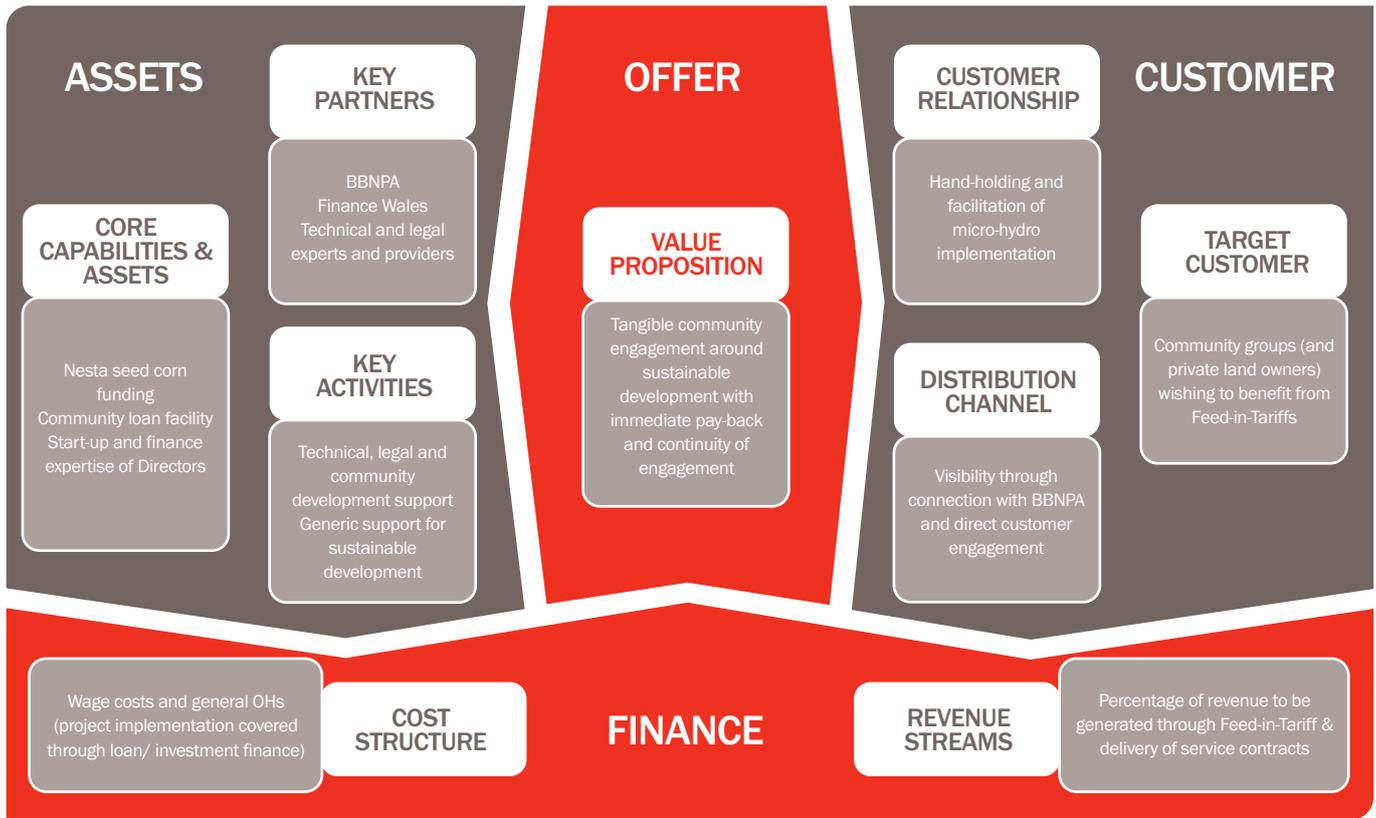 ASSETS
CORE
CAPABILITIES &
ASSETS
Nesta seed corn
funding
Community loan facility
Start-up and finance
expertise of Directors
KEY
PARTNERS
BBNPA
Finance Wales
Technical and legal
experts and providers
KEY
ACTIVITIES
Technical, legal and
community
development support
Generic support for
sustainable
development
OFFER
VALUE
PROPOSITION
Tangible community
engagement around
sustainable
development with
immediate pay-back
and continuity of
engagement
CUSTOMER
RELATIONSHIP
Hand-holding and
facilitation of
micro-hydro
implementation
DISTRIBUTION
CHANNEL
Visibility through
connection with BBNPA
and direct customer
engagement
CUSTOMER
TARGET
CUSTOMER
Community groups (and
private land owners)
wishing to benefit from
Feed-in-Tariffs
Wage costs and general OHs
(project implementation covered
through loan/ investment finance)
COST
STRUCTURE
FINANCE
REVENUE
STREAMS
Percentage of revenue to be
generated through Feed-in-Tariff &
delivery of service contracts